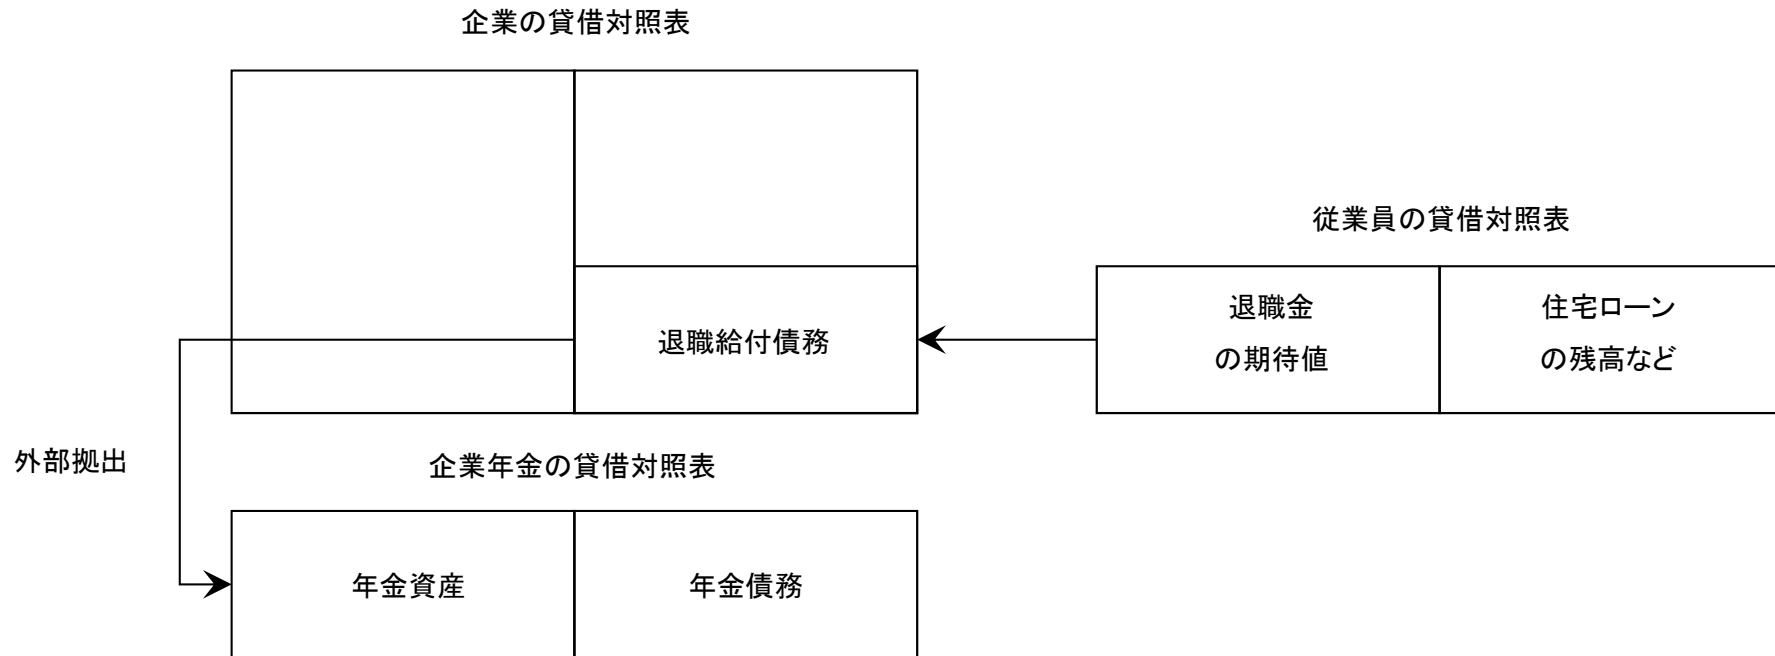 企業の貸借対照表
従業員の貸借対照表
退職給付債務
退職金
の期待値
住宅ローン
の残高など
外部拠出
企業年金の貸借対照表
年金資産
年金債務